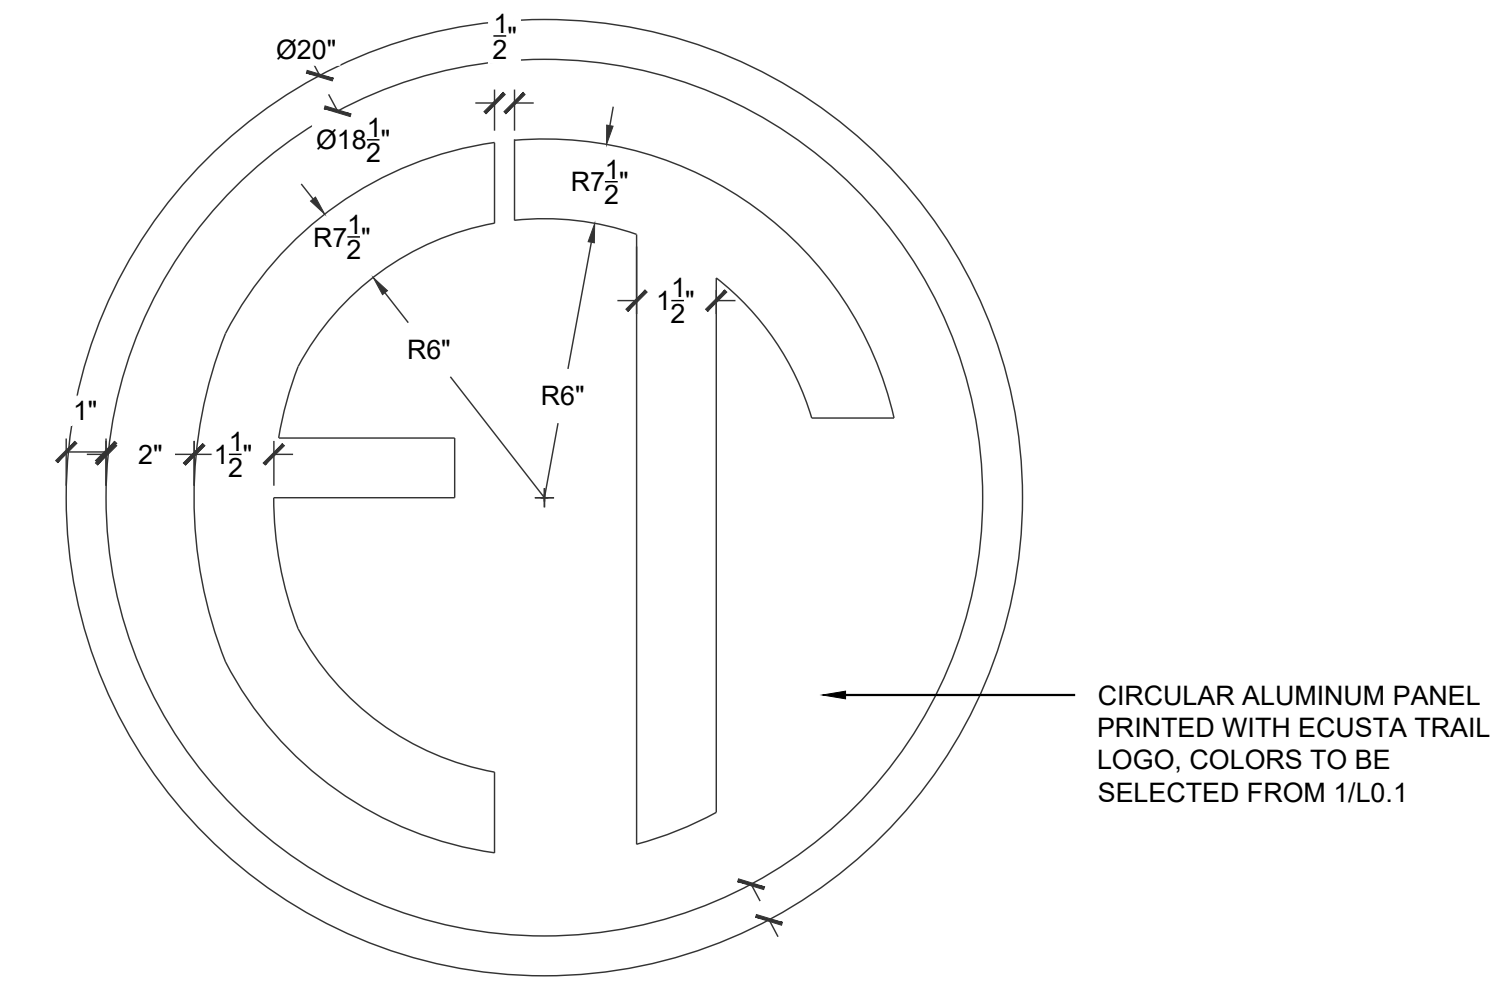 1/2"
Ø20"
Ø18 1/2"
R7 1/2"
R7 1/2"
R6"
R6"
1 1/2"
1"
2"
1 1/2"
CIRCULAR ALUMINUM PANEL
PRINTED WITH ECUSTA TRAIL
LOGO, COLORS TO BE
SELECTED FROM 1/L0.1